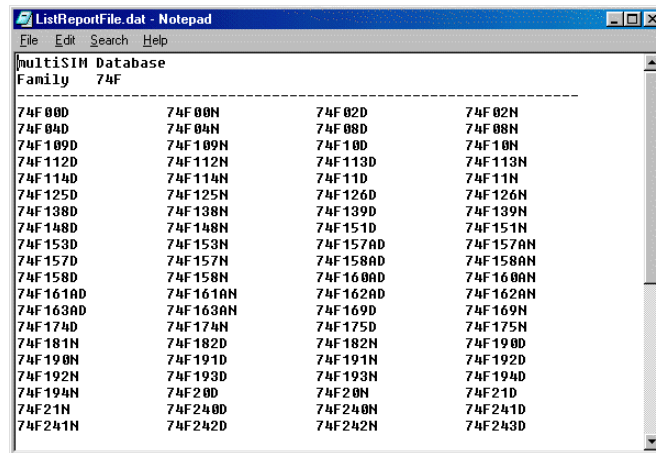 ListReportFile.dat - Notepad
File Edit Search Help
multiSIM Database
Family 74F
----------------------------------------------------------------------
74F00D 74F00N 74F02D 74F02N
74F04D 74F04N 74F08D 74F08N
74F109D 74F109N 74F10D 74F10N
74F112D 74F112N 74F113D 74F113N
74F114D 74F114N 74F11D 74F11N
74F125D 74F125N 74F126D 74F126N
74F138D 74F138N 74F139D 74F139N
74F148D 74F148N 74F151D 74F151N
74F153D 74F153N 74F157AD 74F157AN
74F157D 74F157N 74F158AD 74F158AN
74F158D 74F158N 74F160AD 74F160AN
74F161AD 74F161AN 74F162AD 74F162AN
74F163AD 74F163AN 74F169D 74F169N
74F174D 74F174N 74F175D 74F175N
74F181N 74F182D 74F182N 74F190D
74F190N 74F191D 74F191N 74F192D
74F192N 74F193D 74F193N 74F194D
74F194N 74F20D 74F20N 74F21D
74F21N 74F240D 74F240N 74F241D
74F241N 74F242D 74F242N 74F243D